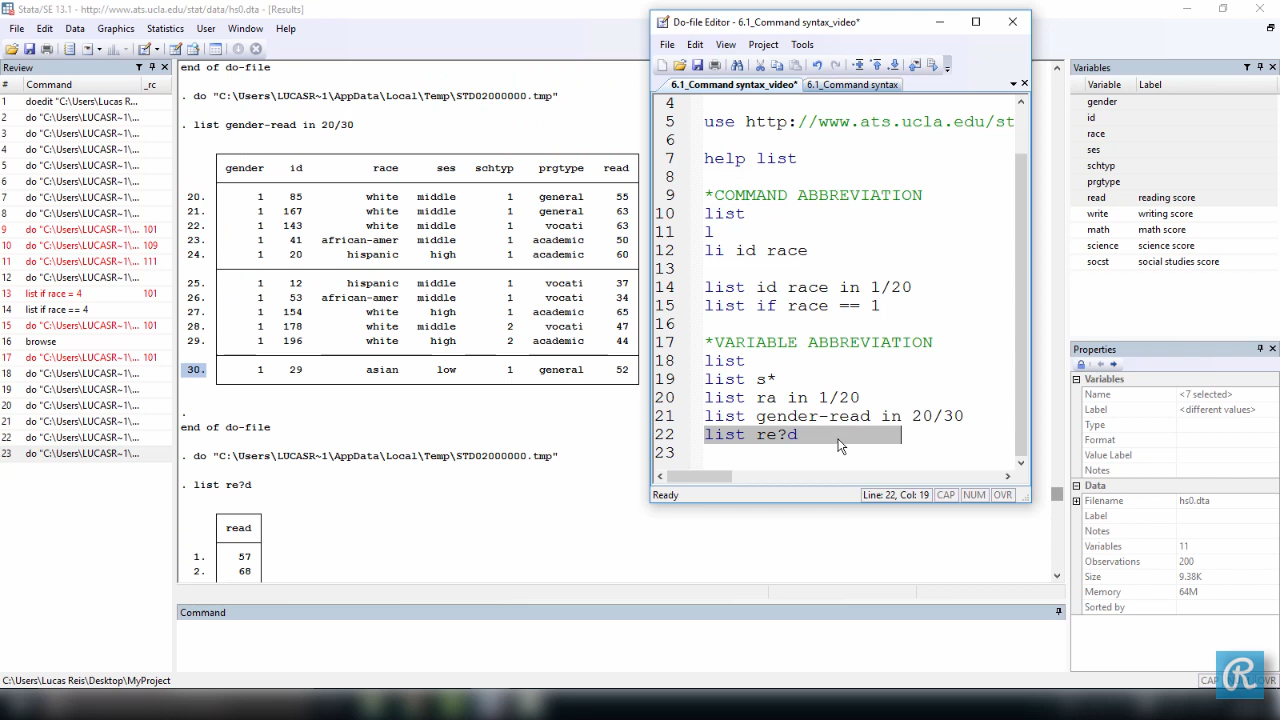 Stata/SE 13.1 - http://www.ats.ucla.edu/stat/data/hs0.dta - [Results]
File Edit Data Graphics Statistics User Window Help
Review
# Command _rc
1 doedit "C:\Users\Lucas R...
2 do "C:\Users\LUCASR~1\...
3 do "C:\Users\LUCASR~1\...
4 do "C:\Users\LUCASR~1\...
5 do "C:\Users\LUCASR~1\...
6 do "C:\Users\LUCASR~1\...
7 do "C:\Users\LUCASR~1\...
8 do "C:\Users\LUCASR~1\...
9 do "C:\Users\LUCASR~1\... 101
10 do "C:\Users\LUCASR~1\... 109
11 do "C:\Users\LUCASR~1\... 111
12 do "C:\Users\LUCASR~1\...
13 list if race = 4 101
14 list if race == 4
15 do "C:\Users\LUCASR~1\... 101
16 browse
17 do "C:\Users\LUCASR~1\... 101
18 do "C:\Users\LUCASR~1\...
19 do "C:\Users\LUCASR~1\...
20 do "C:\Users\LUCASR~1\...
21 do "C:\Users\LUCASR~1\...
22 do "C:\Users\LUCASR~1\...
23 do "C:\Users\LUCASR~1\...
end of do-file
. do "C:\Users\LUCASR~1\AppData\Local\Temp\STD02000000.tmp"
. list gender-read in 20/30
gender id race ses schtyp prgtype read
20. 1 85 white middle 1 general 55
21. 1 167 white middle 1 general 63
22. 1 143 white middle 1 vocati 63
23. 1 41 african-amer middle 1 academic 50
24. 1 20 hispanic high 1 academic 60
25. 1 12 hispanic middle 1 vocati 37
26. 1 53 african-amer middle 1 vocati 34
27. 1 154 white high 1 academic 65
28. 1 178 white middle 2 vocati 47
29. 1 196 white high 2 academic 44
30. 1 29 asian low 1 general 52
.
end of do-file
. do "C:\Users\LUCASR~1\AppData\Local\Temp\STD02000000.tmp"
. list re?d
read
1. 57
2. 68
Command
C:\Users\Lucas Reis\Desktop\MyProject
Do-file Editor - 6.1_Command syntax_video*
File Edit View Project Tools
6.1_Command syntax_video* 6.1_Command syntax
4
5 use http://www.ats.ucla.edu/st
6
7 help list
8
9 *COMMAND ABBREVIATION
10 list
11 l
12 li id race
13
14 list id race in 1/20
15 list if race == 1
16
17 *VARIABLE ABBREVIATION
18 list
19 list s*
20 list ra in 1/20
21 list gender-read in 20/30
22 list re?d
23
Ready Line: 22, Col: 19 CAP NUM OVR
Variables
Variable Label
gender
id
race
ses
schtyp
prgtype
read reading score
write writing score
math math score
science science score
socst social studies score
Properties
Variables
Name <7 selected>
Label <different values>
Type
Format
Value Label
Notes
Data
Filename hs0.dta
Label
Notes
Variables 11
Observations 200
Size 9.38K
Memory 64M
Sorted by
CAP OVR
R